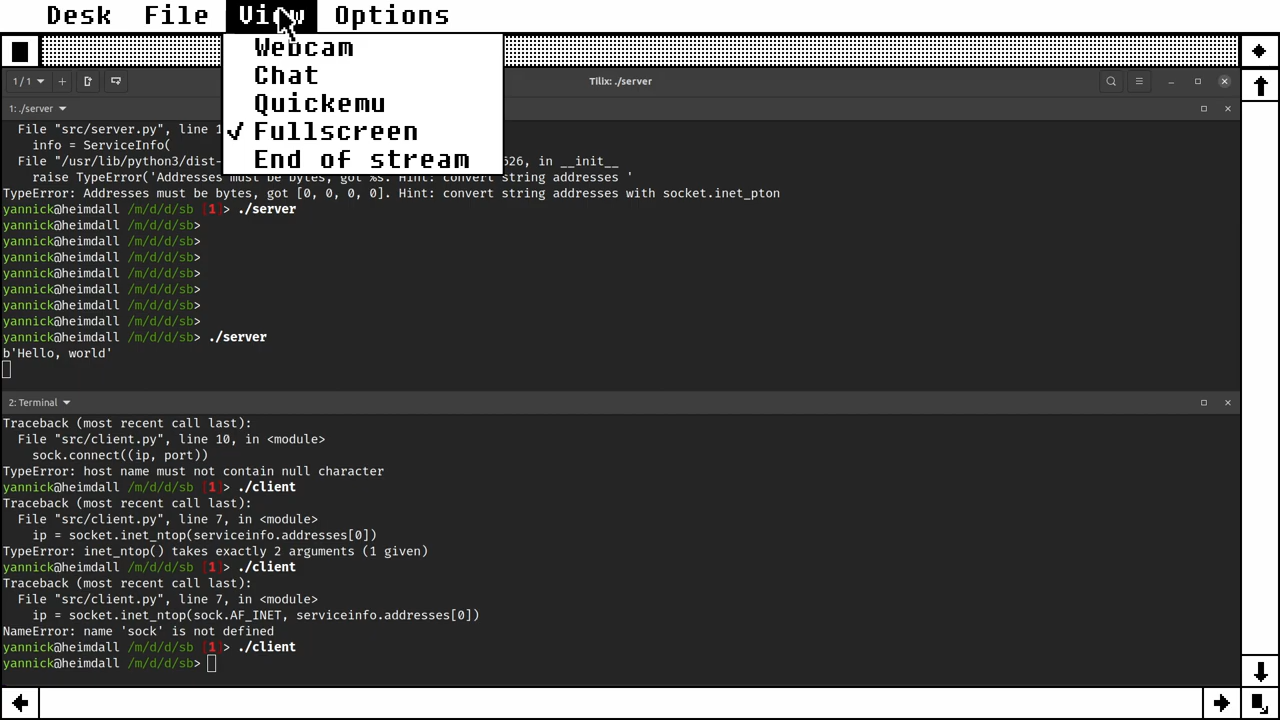 Desk File View Options
Webcam
Chat
Quickemu
✓ Fullscreen
End of stream
1 / 1
Tilix: ./server
1: ./server
File "src/server.py", line 1
info = ServiceInfo(
File "/usr/lib/python3/dist- 626, in __init__
raise TypeError('Addresses must be bytes, got %s. Hint: convert string addresses '
TypeError: Addresses must be bytes, got [0, 0, 0, 0]. Hint: convert string addresses with socket.inet_pton
yannick@heimdall /m/d/d/sb [1]> ./server
yannick@heimdall /m/d/d/sb>
yannick@heimdall /m/d/d/sb>
yannick@heimdall /m/d/d/sb>
yannick@heimdall /m/d/d/sb>
yannick@heimdall /m/d/d/sb>
yannick@heimdall /m/d/d/sb>
yannick@heimdall /m/d/d/sb>
yannick@heimdall /m/d/d/sb> ./server
b'Hello, world'
2: Terminal
Traceback (most recent call last):
File "src/client.py", line 10, in <module>
sock.connect((ip, port))
TypeError: host name must not contain null character
yannick@heimdall /m/d/d/sb [1]> ./client
Traceback (most recent call last):
File "src/client.py", line 7, in <module>
ip = socket.inet_ntop(serviceinfo.addresses[0])
TypeError: inet_ntop() takes exactly 2 arguments (1 given)
yannick@heimdall /m/d/d/sb [1]> ./client
Traceback (most recent call last):
File "src/client.py", line 7, in <module>
ip = socket.inet_ntop(sock.AF_INET, serviceinfo.addresses[0])
NameError: name 'sock' is not defined
yannick@heimdall /m/d/d/sb [1]> ./client
yannick@heimdall /m/d/d/sb>